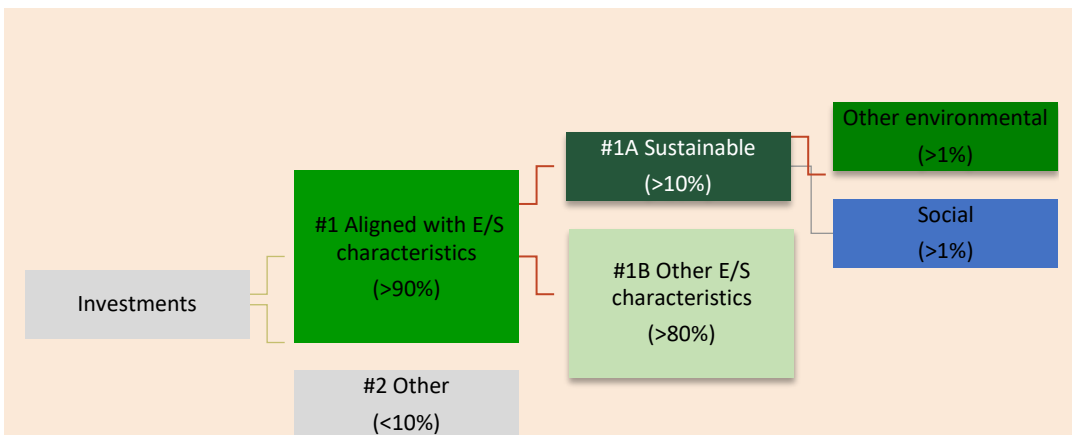 Investments
#1 Aligned with E/S
characteristics
(>90%)
#2 Other
(<10%)
#1A Sustainable
(>10%)
#1B Other E/S
characteristics
(>80%)
Other environmental
(>1%)
Social
(>1%)